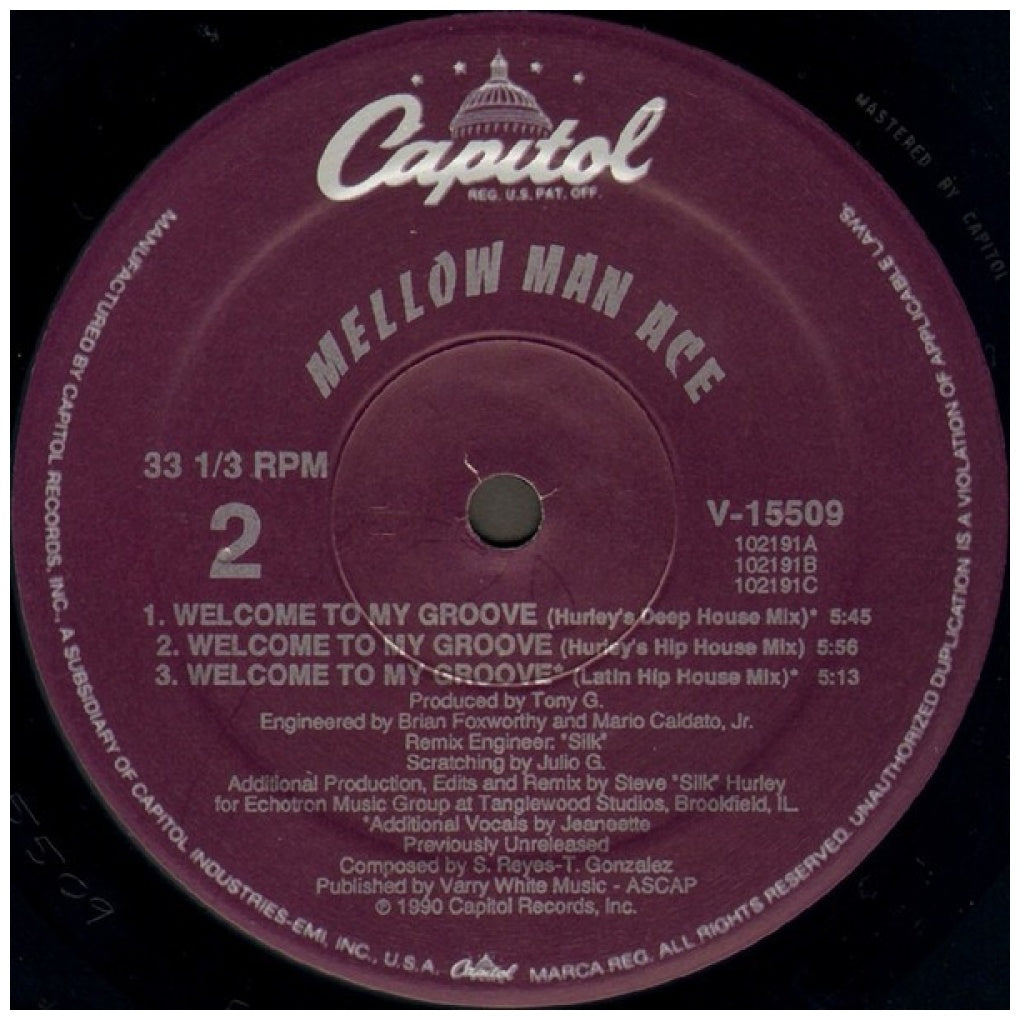 Capitol
REG. U.S. PAT. OFF.
MASTERED BY CAPITOL
MELLOW MAN ACE
33 1/3 RPM
2
V-15509
102191A
102191B
102191C
1. WELCOME TO MY GROOVE (Hurley's Deep House Mix)* 5:45
2. WELCOME TO MY GROOVE (Hurley's Hip House Mix) 5:56
3. WELCOME TO MY GROOVE* (Latin Hip House Mix)* 5:13
Produced by Tony G.
Engineered by Brian Foxworthy and Mario Caldato, Jr.
Remix Engineer: "Silk"
Scratching by Julio G.
Additional Production, Edits and Remix by Steve "Silk" Hurley
for Echotron Music Group at Tanglewood Studios, Brookfield, IL.
*Additional Vocals by Jeaneette
Previously Unreleased
Composed by S. Reyes-T. Gonzalez
Published by Varry White Music - ASCAP
℗ 1990 Capitol Records, Inc.
MANUFACTURED BY CAPITOL RECORDS, INC., A SUBSIDIARY OF CAPITOL INDUSTRIES-EMI, INC., U.S.A. Capitol MARCA REG. ALL RIGHTS RESERVED. UNAUTHORIZED DUPLICATION IS A VIOLATION OF APPLICABLE LAWS.